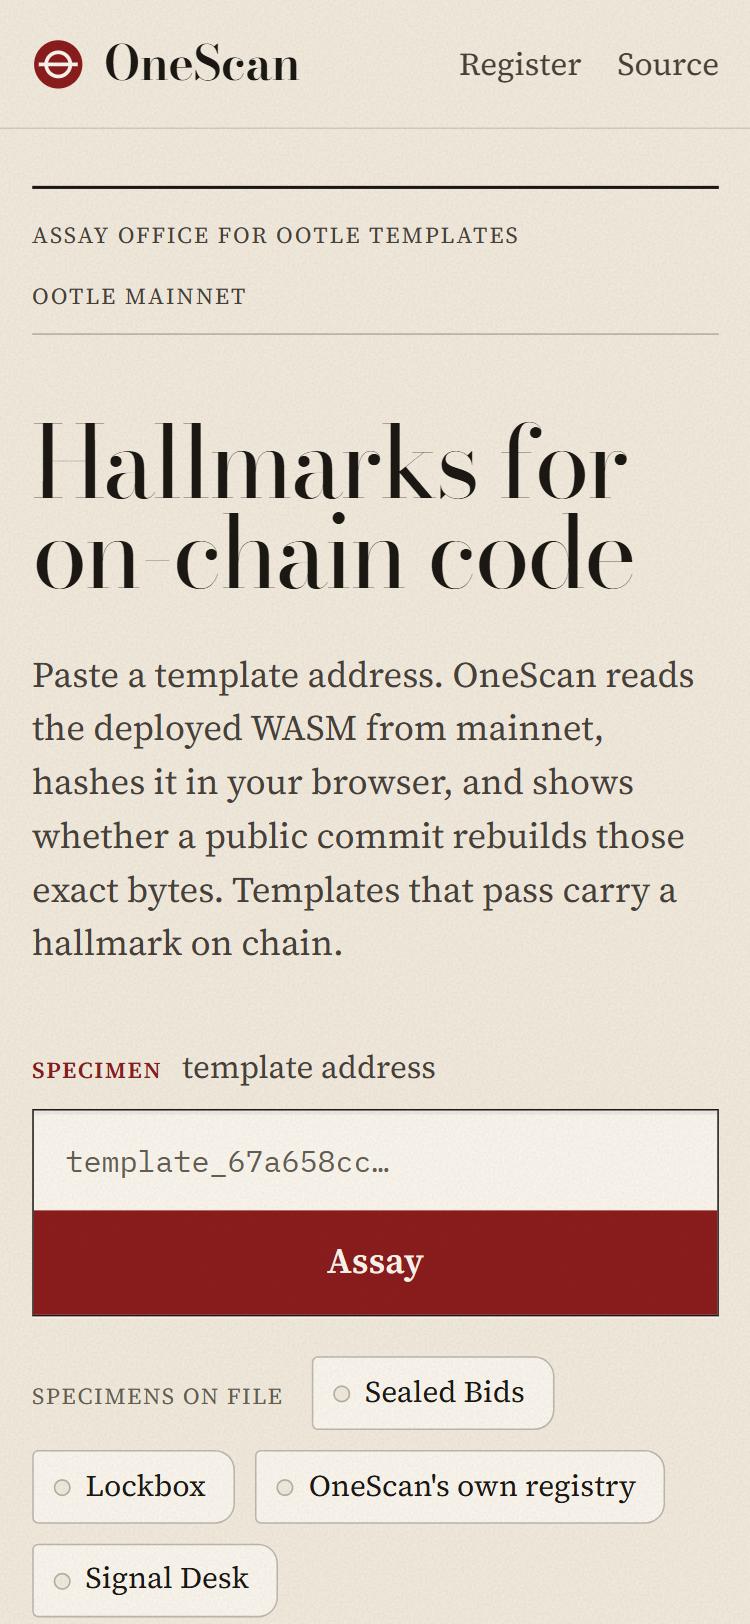 OneScan
Register
Source
ASSAY OFFICE FOR OOTLE TEMPLATES
OOTLE MAINNET
Hallmarks for
on-chain code
Paste a template address. OneScan reads
the deployed WASM from mainnet,
hashes it in your browser, and shows
whether a public commit rebuilds those
exact bytes. Templates that pass carry a
hallmark on chain.
SPECIMEN template address
template_67a658cc…
Assay
SPECIMENS ON FILE
Sealed Bids
Lockbox
OneScan's own registry
Signal Desk